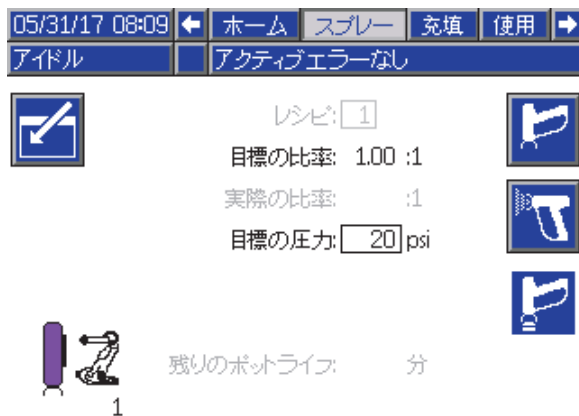 05/31/17 08:09 ホーム スプレー 充填 使用
アイドル アクティブエラーなし
レシピ: 1
目標の比率: 1.00 :1
実際の比率: :1
目標の圧力: 20 psi
残りのポットライフ: 分
1